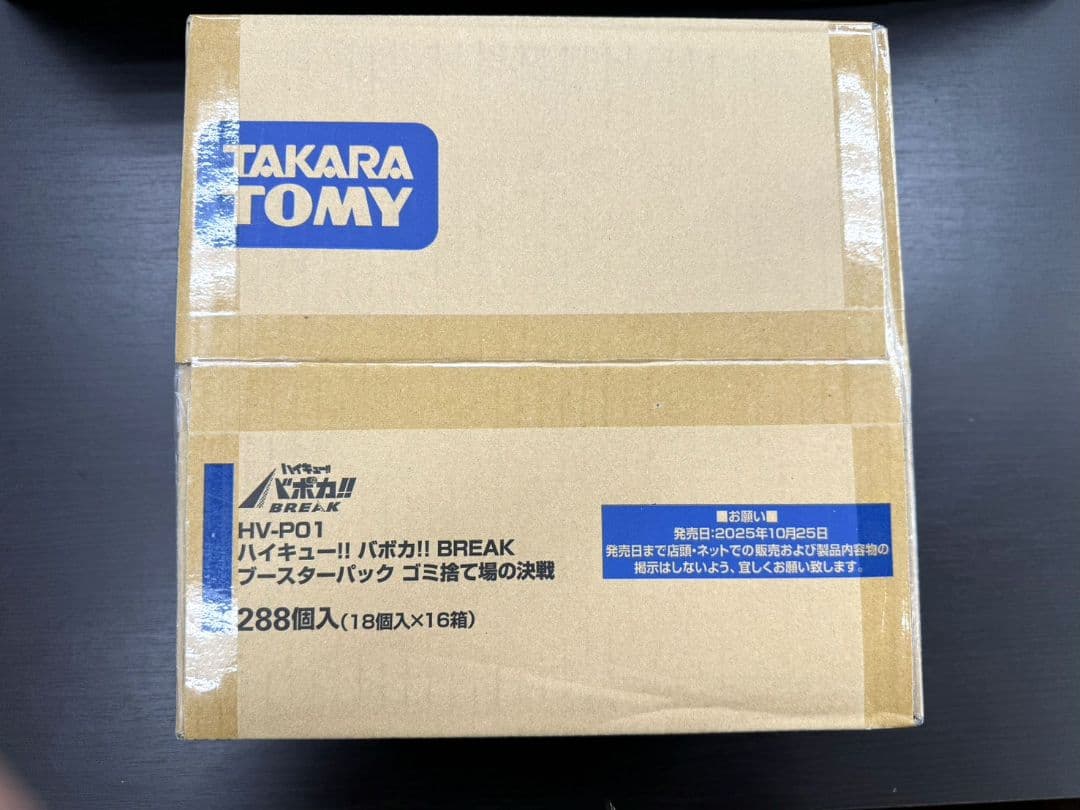 TAKARA
TOMY
ハイキュー!!
バボカ!!
BREAK
HV-P01
ハイキュー!! バボカ!! BREAK
ブースターパック ゴミ捨て場の決戦
288個入(18個入×16箱)
■お願い■
発売日:2025年10月25日
発売日まで店頭・ネットでの販売および製品内容物の
掲示はしないよう、宜しくお願い致します。